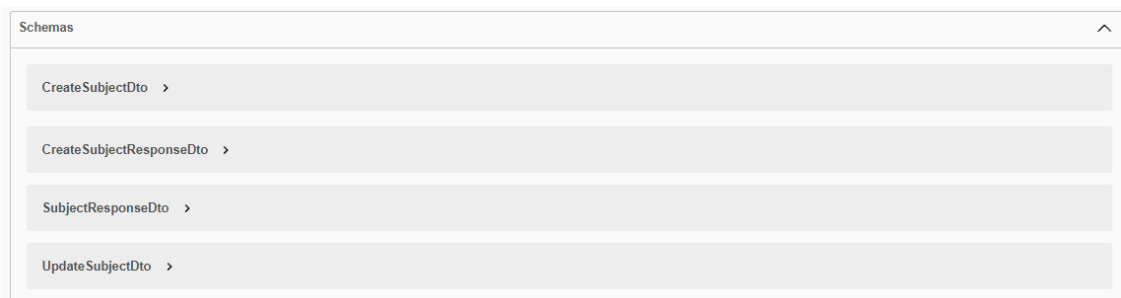 Schemas
CreateSubjectDto
CreateSubjectResponseDto
SubjectResponseDto
UpdateSubjectDto